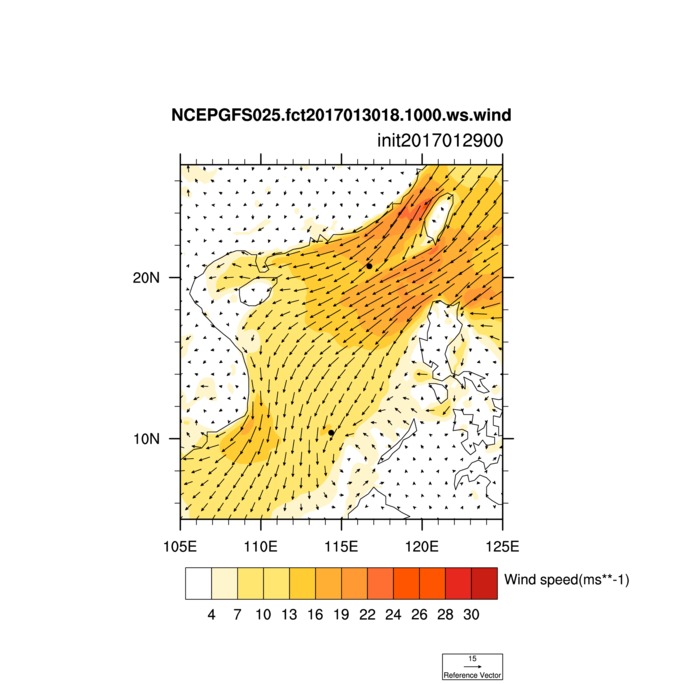 NCEPGFS025.fct2017013018.1000.ws.wind
init2017012900
20N
10N
105E 110E 115E 120E 125E
Wind speed(ms**-1)
4 7 10 13 16 19 22 24 26 28 30
15
Reference Vector